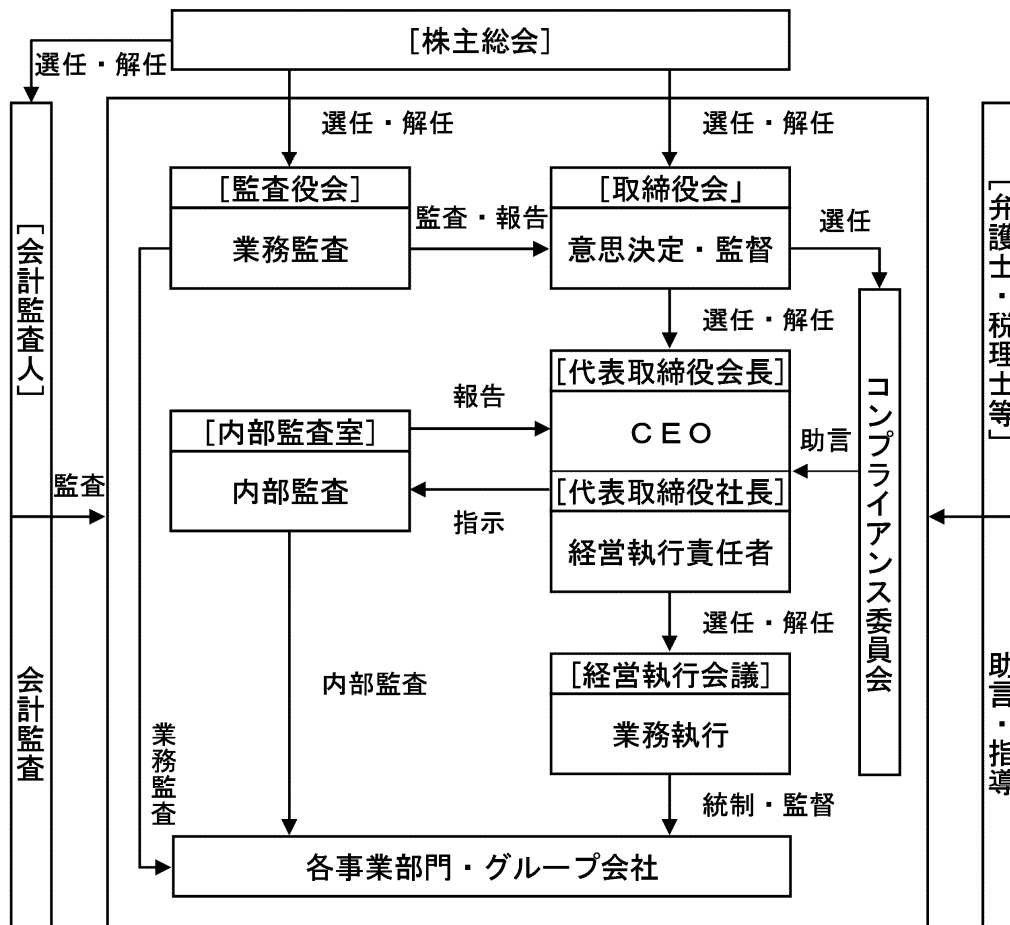 [株主総会]
選任・解任
選任・解任
選任・解任
[監査役会]
業務監査
監査・報告
[取締役会」
意思決定・監督
選任
選任・解任
[会計監査人]
会計監査
監査
[弁護士・税理士等」
助言・指導
[代表取締役会長]
CEO
[代表取締役社長]
経営執行責任者
報告
指示
[内部監査室]
内部監査
助言
コンプライアンス委員会
選任・解任
[経営執行会議]
業務執行
内部監査
業務監査
統制・監督
各事業部門・グループ会社